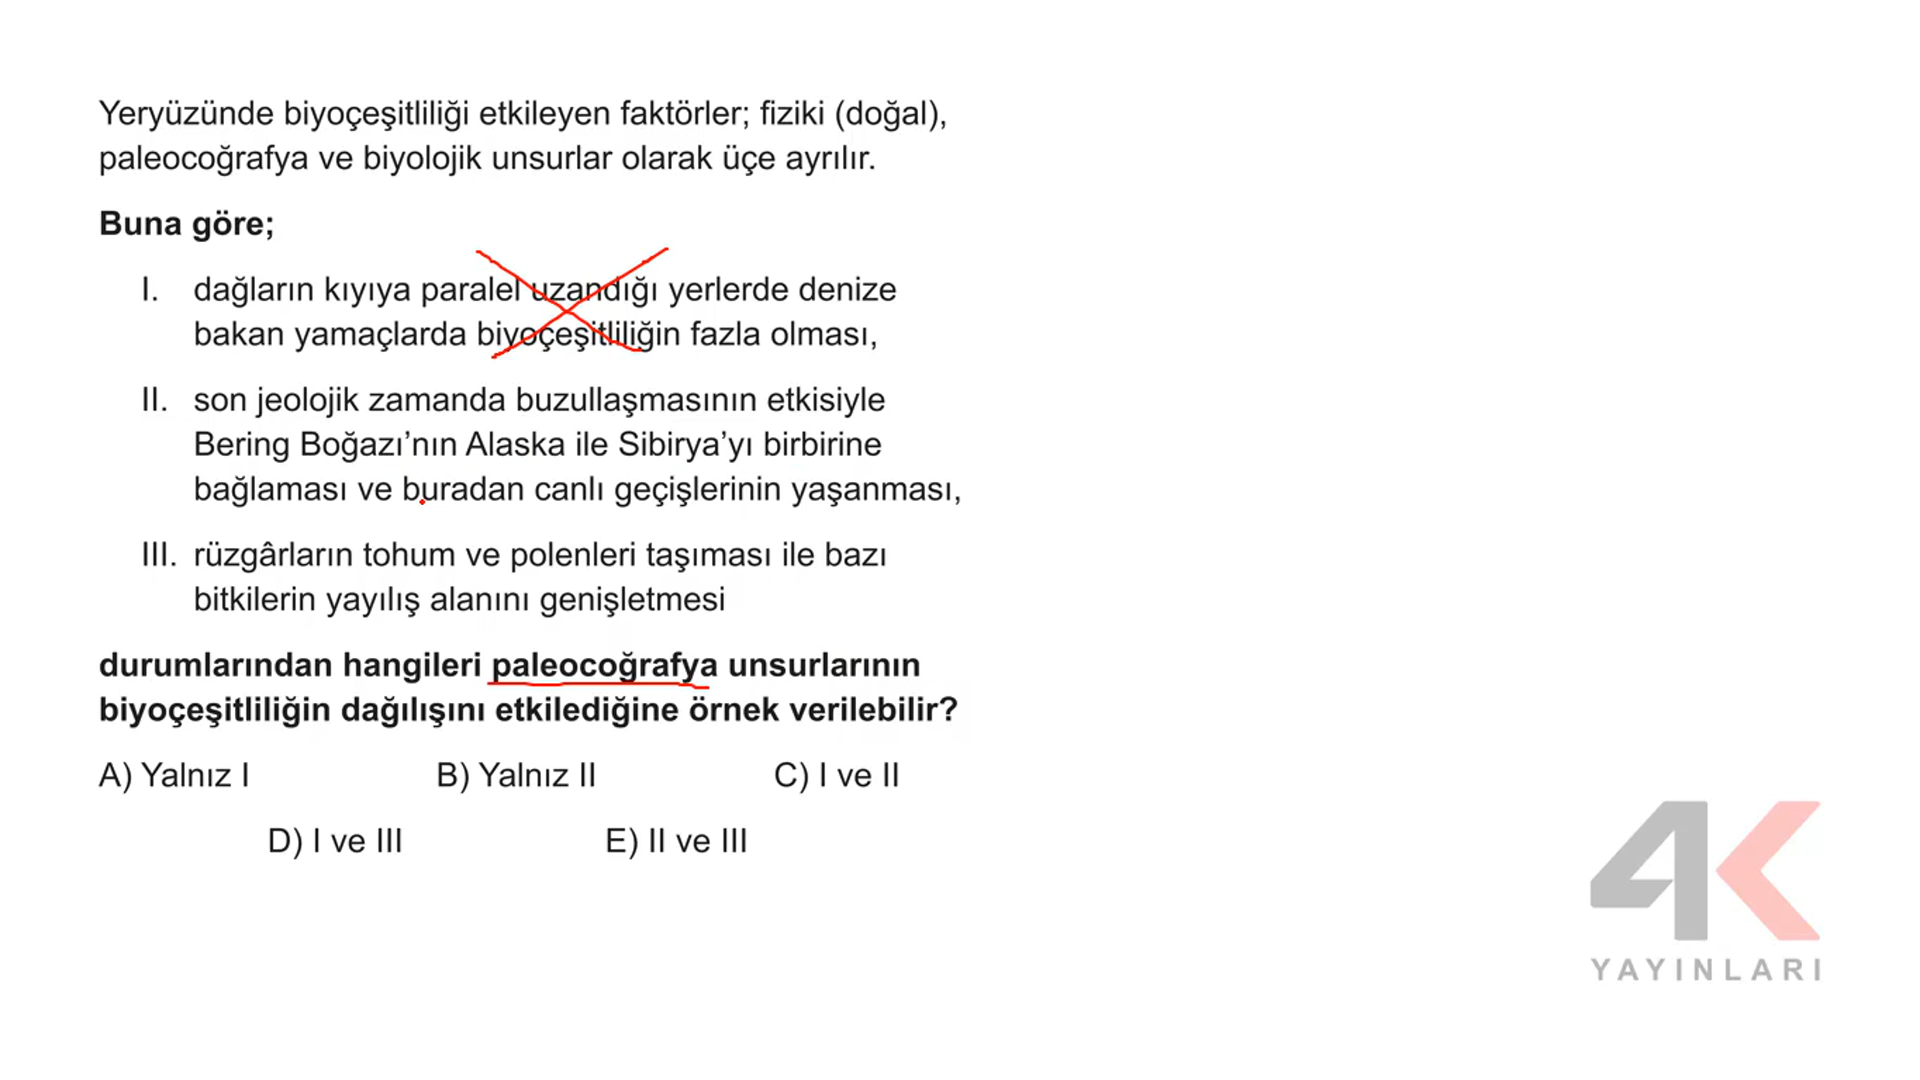 Yeryüzünde biyoçeşitliliği etkileyen faktörler; fiziki (doğal),
paleocoğrafya ve biyolojik unsurlar olarak üçe ayrılır.
Buna göre;
I. dağların kıyıya paralel uzandığı yerlerde denize
bakan yamaçlarda biyoçeşitliliğin fazla olması,
II. son jeolojik zamanda buzullaşmasının etkisiyle
Bering Boğazı’nın Alaska ile Sibirya’yı birbirine
bağlaması ve buradan canlı geçişlerinin yaşanması,
III. rüzgârların tohum ve polenleri taşıması ile bazı
bitkilerin yayılış alanını genişletmesi
durumlarından hangileri paleocoğrafya unsurlarının
biyoçeşitliliğin dağılışını etkilediğine örnek verilebilir?
A) Yalnız I B) Yalnız II C) I ve II
D) I ve III E) II ve III
4K
YAYINLARI